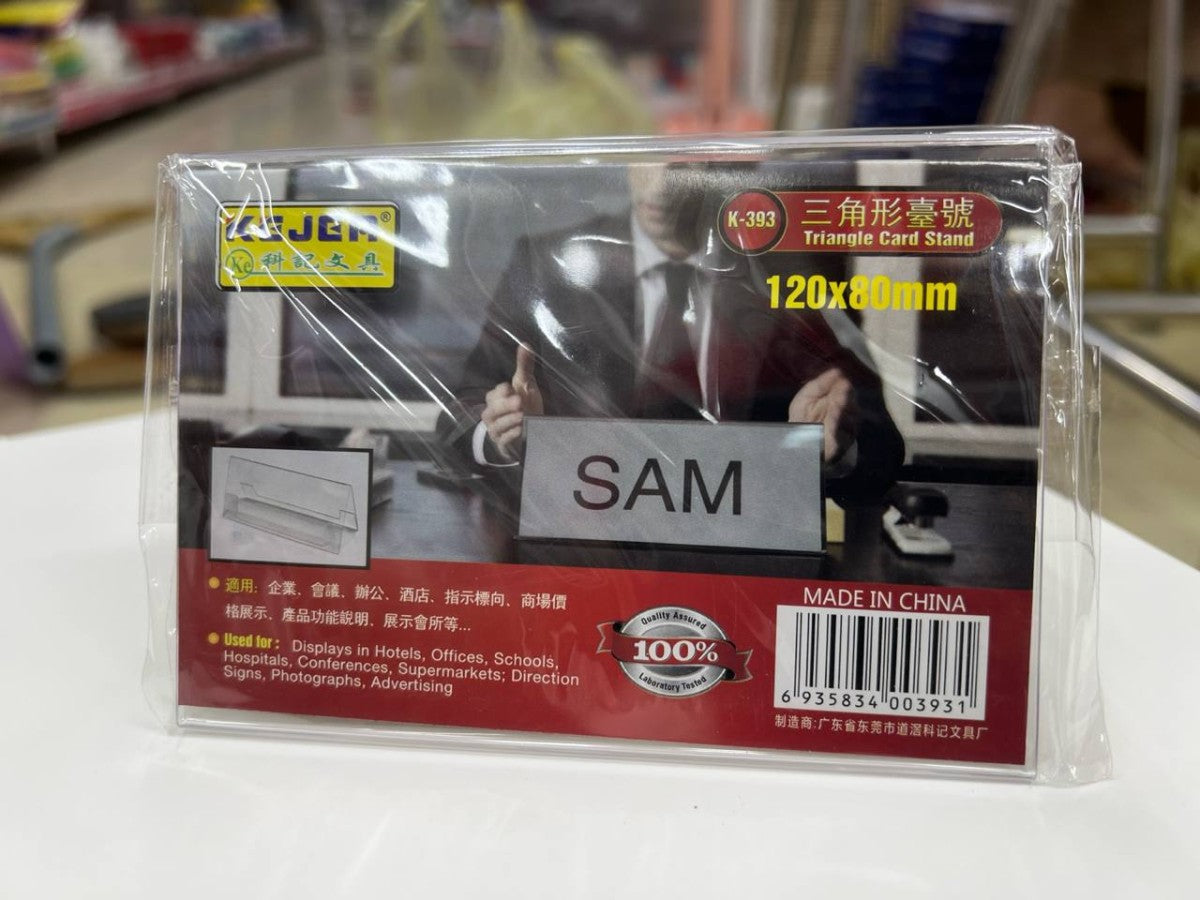 KEJEA®
Ke 科記文具
K-393 三角形臺號
Triangle Card Stand
120x80mm
SAM
適用: 企業、會議、辦公、酒店、指示標向、商場價
格展示、產品功能說明、展示會所等...
Used for : Displays in Hotels, Offices, Schools,
Hospitals, Conferences, Supermarkets; Direction
Signs, Photographs, Advertising
Quality Assured
100%
Laboratory Tested
MADE IN CHINA
6 935834 003931
制造商:广东省东莞市道滘科记文具厂